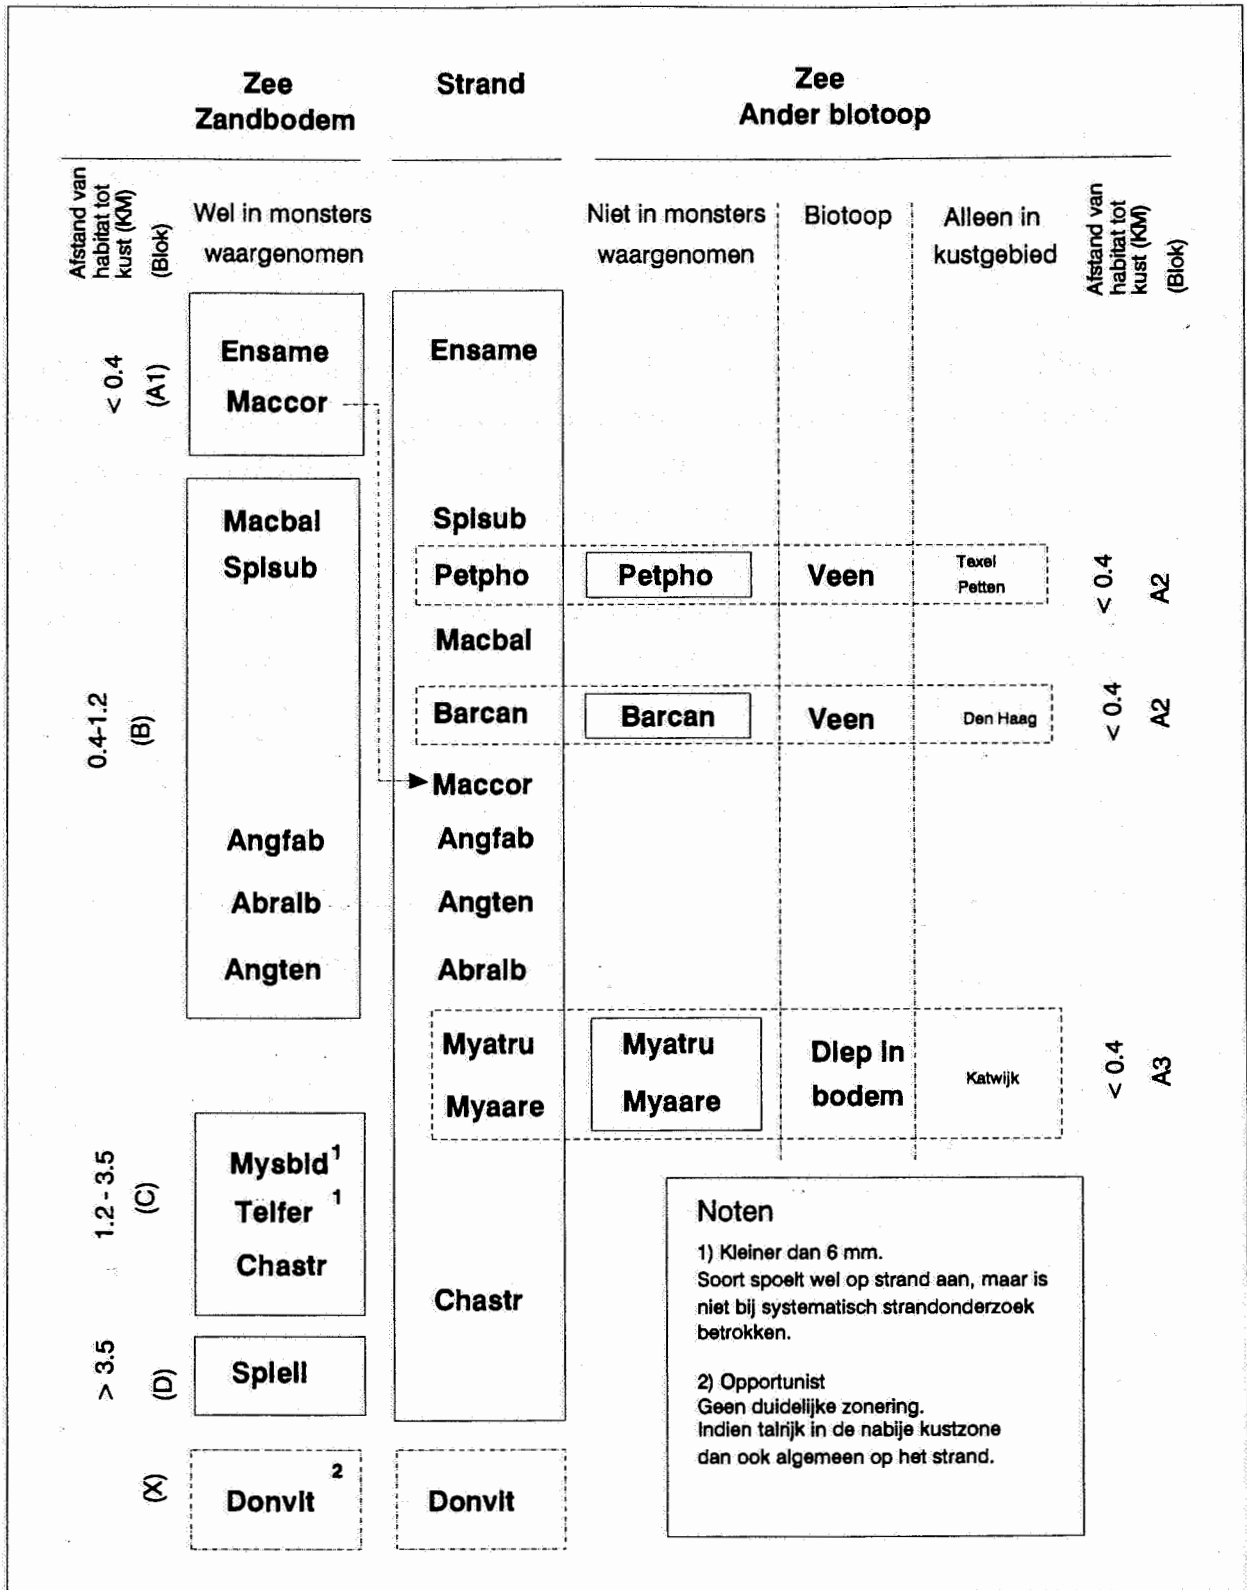 Zee
Zandbodem
Strand
Zee
Ander biotoop
Afstand van
habitat tot
kust (KM)
(Blok)
Wel in monsters
waargenomen
Niet in monsters
waargenomen
Biotoop
Alleen in
kustgebied
Afstand van
habitat tot
kust (KM)
(Blok)
< 0.4
(A1)
Ensame
Maccor
Ensame
0.4-1.2
(B)
Macbal
Spisub
Angfab
Abralb
Angten
Spisub
Petpho
Petpho
Veen
Texel
Petten
< 0.4
A2
Macbal
Barcan
Barcan
Veen
Den Haag
< 0.4
A2
Maccor
Angfab
Angten
Abralb
Myatru
Myaare
Myatru
Myaare
Diep in
bodem
Katwijk
< 0.4
A3
1.2 - 3.5
(C)
Mysbid 1
Telfer 1
Chastr
Chastr
> 3.5
(D)
Spiell
(X)
Donvit 2
Donvit
Noten
1) Kleiner dan 6 mm.
Soort spoelt wel op strand aan, maar is
niet bij systematisch strandonderzoek
betrokken.
2) Opportunist
Geen duidelijke zonering.
Indien talrijk in de nabije kustzone
dan ook algemeen op het strand.